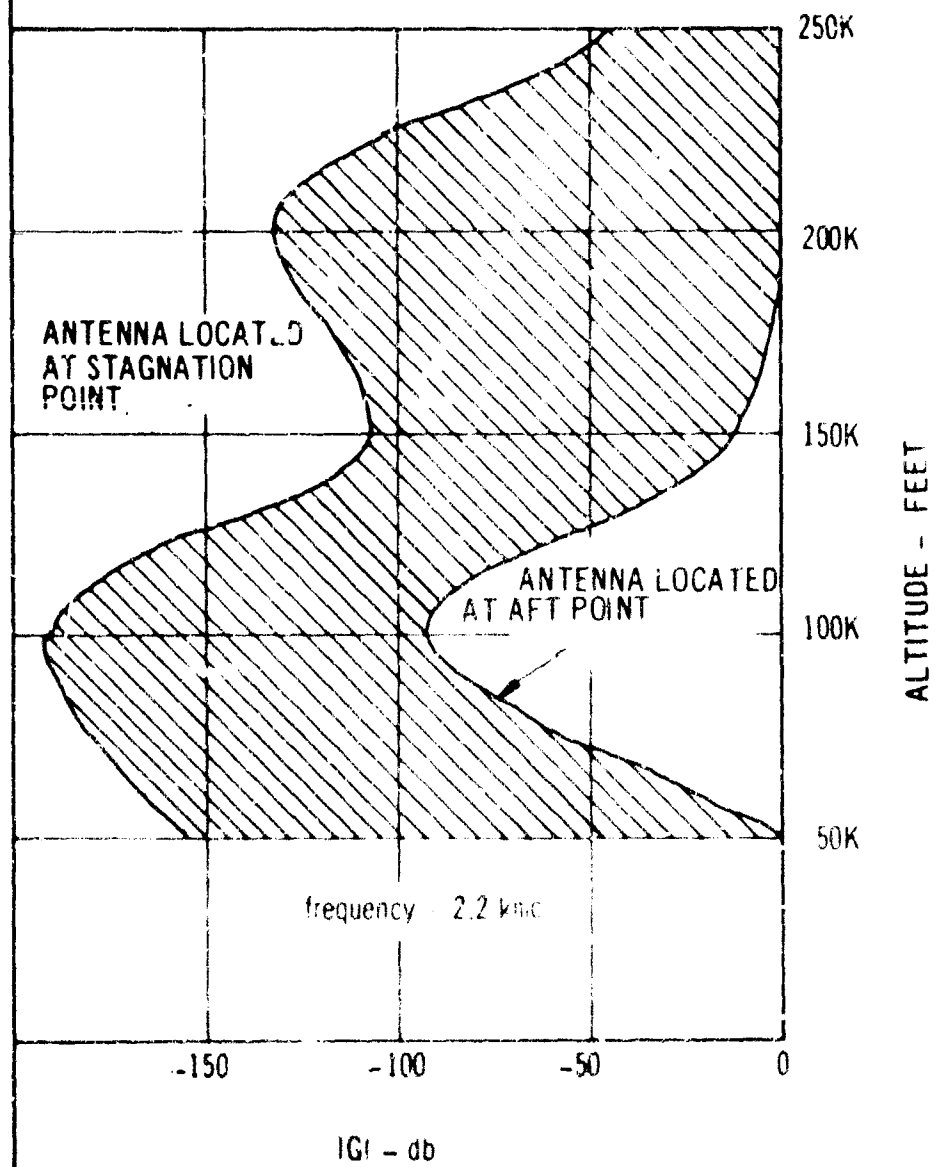 250K
200K
ANTENNA LOCATED
AT STAGNATION
POINT
150K
ALTITUDE - FEET
ANTENNA LOCATED
AT AFT POINT
100K
50K
frequency 2.2 kmc
-150
-100
-50
0
|G| - db